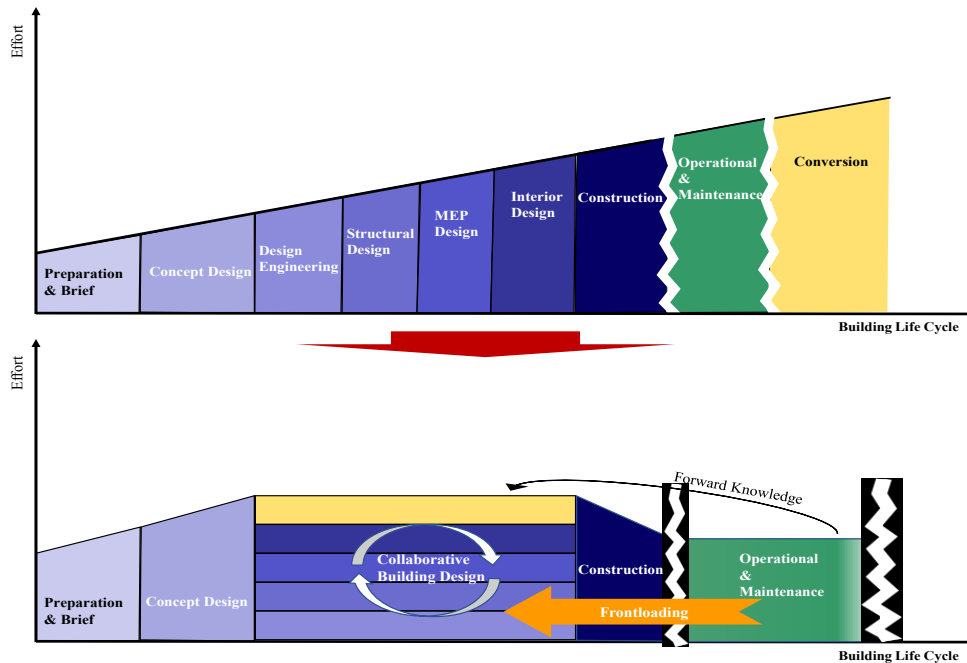 Effort
Preparation
& Brief
Concept Design
Design
Engineering
Structural
Design
MEP
Design
Interior
Design
Construction
Operational
&
Maintenance
Conversion
Building Life Cycle
Effort
Preparation
& Brief
Concept Design
Collaborative
Building Design
Construction
Forward Knowledge
Operational
&
Maintenance
Frontloading
Building Life Cycle